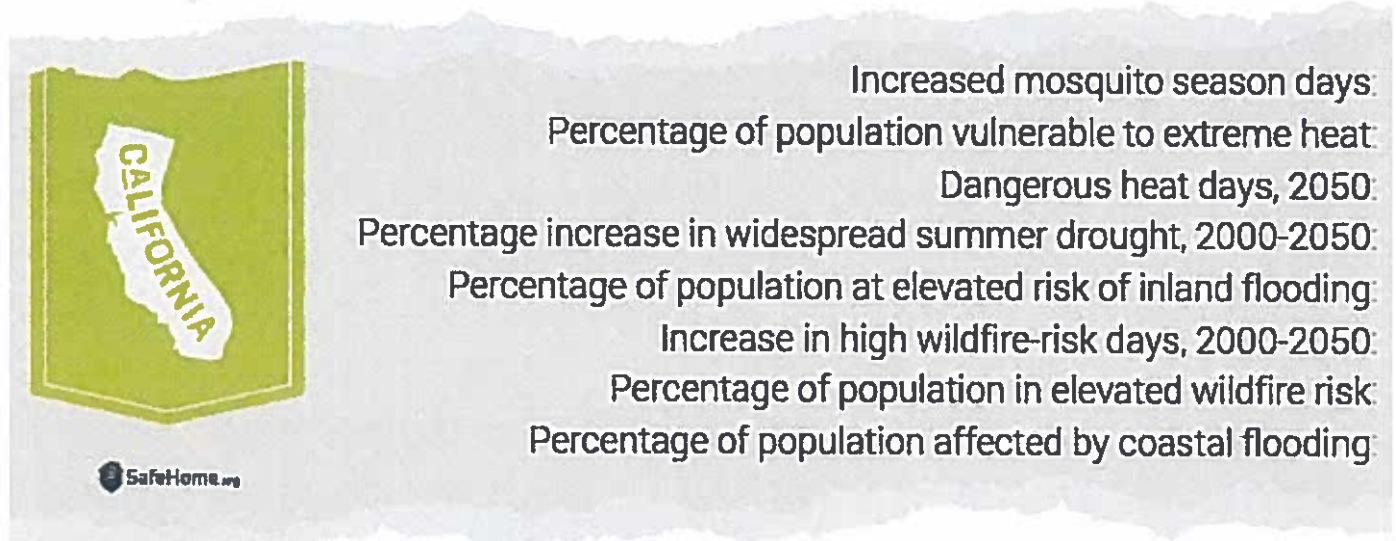 CALIFORNIA
SafeHome.org
Increased mosquito season days:
Percentage of population vulnerable to extreme heat:
Dangerous heat days, 2050:
Percentage increase in widespread summer drought, 2000-2050:
Percentage of population at elevated risk of inland flooding:
Increase in high wildfire-risk days, 2000-2050:
Percentage of population in elevated wildfire risk:
Percentage of population affected by coastal flooding: